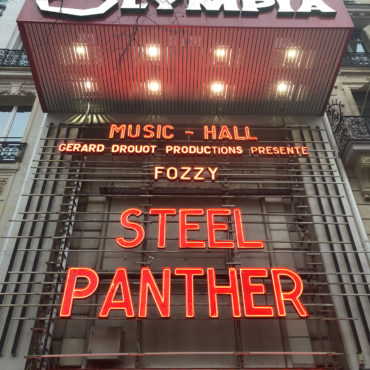 OLYMPIA
MUSIC - HALL
GERARD DROUOT PRODUCTIONS PRESENTE
FOZZY
STEEL
PANTHER